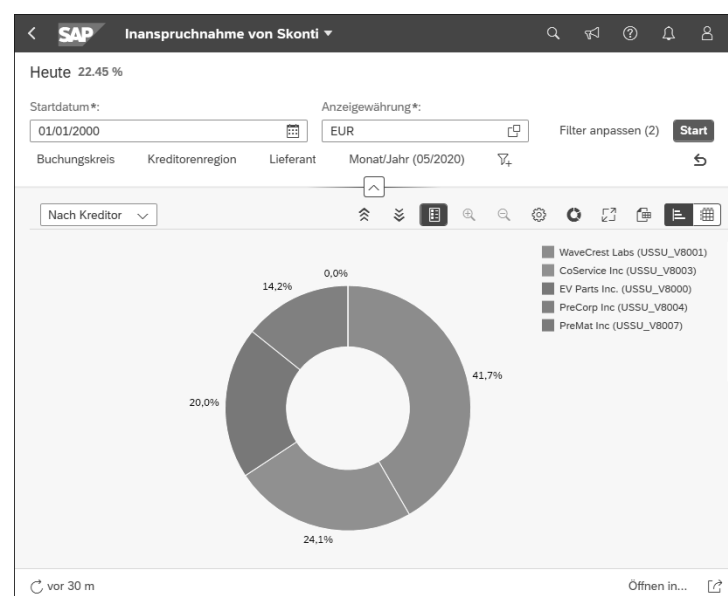 SAP Inanspruchnahme von Skonti
Heute 22.45 %
Startdatum*: Anzeigewährung*:
01/01/2000 EUR Filter anpassen (2) Start
Buchungskreis Kreditorenregion Lieferant Monat/Jahr (05/2020)
Nach Kreditor
WaveCrest Labs (USSU_V8001)
CoService Inc (USSU_V8003)
EV Parts Inc. (USSU_V8000)
PreCorp Inc (USSU_V8004)
PreMat Inc (USSU_V8007)
0,0%
14,2%
41,7%
20,0%
24,1%
vor 30 m Öffnen in...